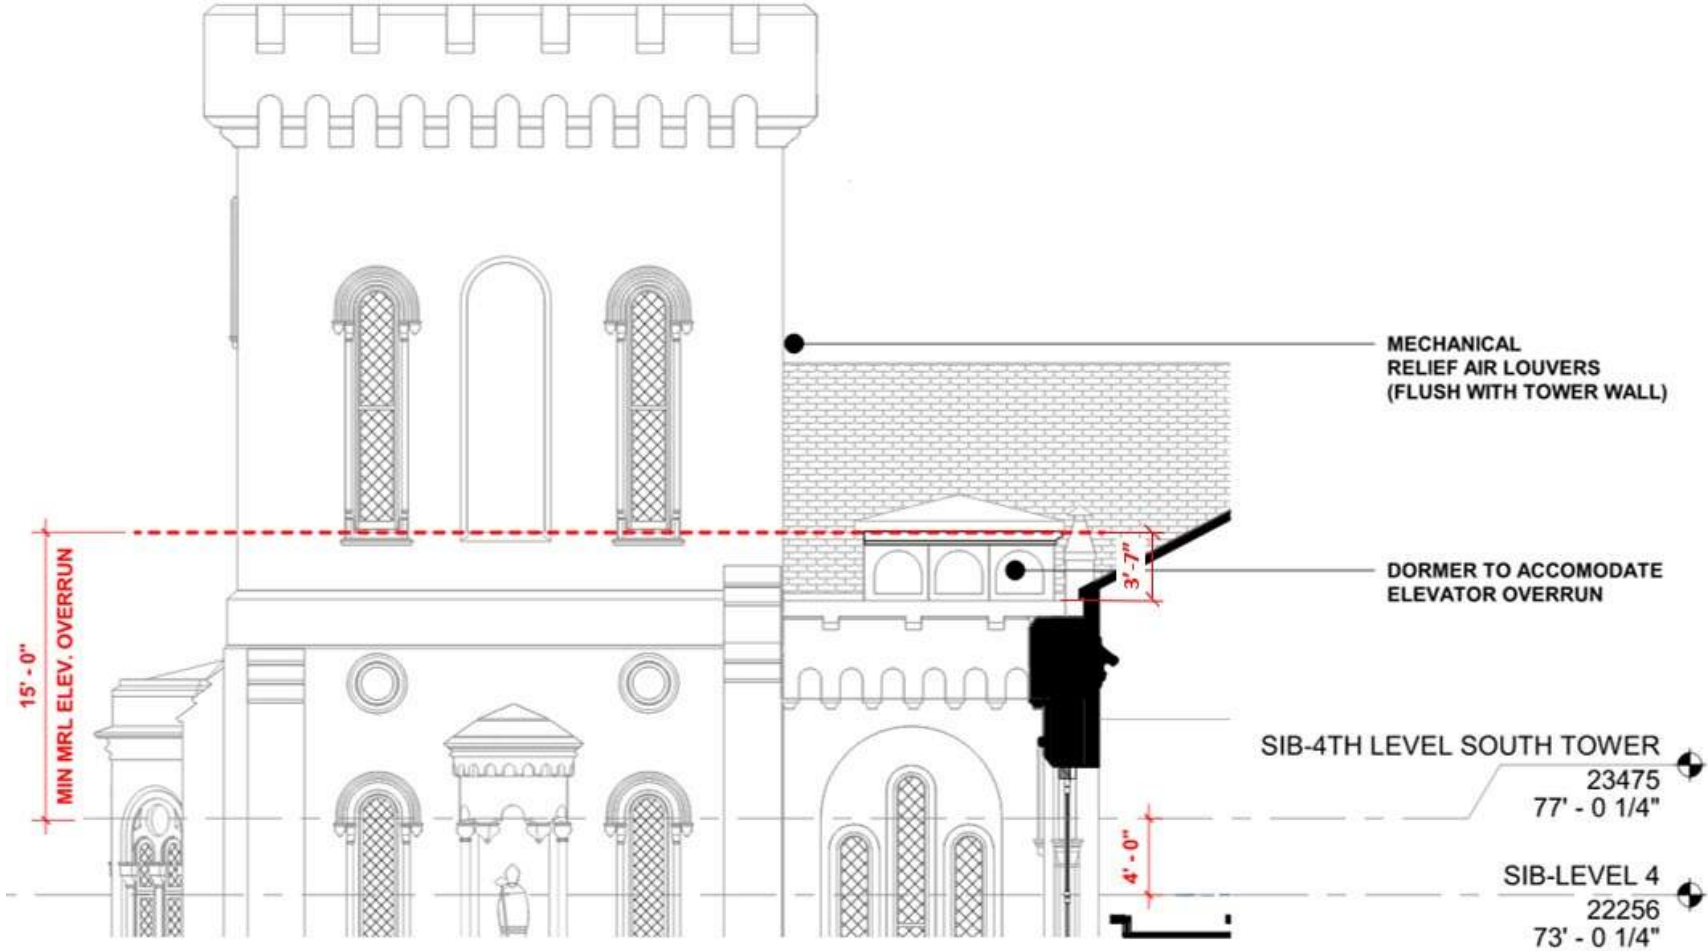 MECHANICAL
RELIEF AIR LOUVERS
(FLUSH WITH TOWER WALL)
3'-7"
DORMER TO ACCOMODATE
ELEVATOR OVERRUN
15' - 0"
MIN MRL ELEV. OVERRUN
SIB-4TH LEVEL SOUTH TOWER
23475
77' - 0 1/4"
4' - 0"
SIB-LEVEL 4
22256
73' - 0 1/4"